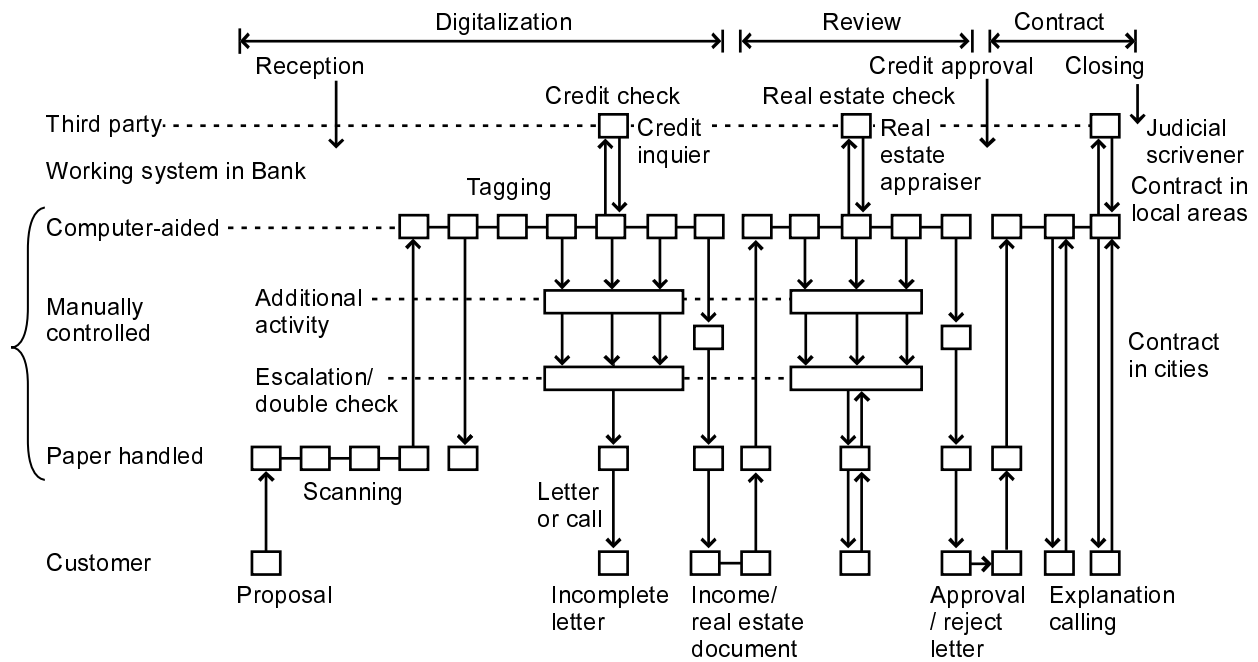 Digitalization
Review
Contract
Reception
Credit approval
Closing
Credit check
Real estate check
Third party
Credit
inquier
Real
estate
appraiser
Judicial
scrivener
Working system in Bank
Tagging
Contract in
local areas
Computer-aided
Manually
controlled
Additional
activity
Contract
in cities
Escalation/
double check
Paper handled
Scanning
Letter
or call
Customer
Proposal
Incomplete
letter
Income/
real estate
document
Approval
/ reject
letter
Explanation
calling